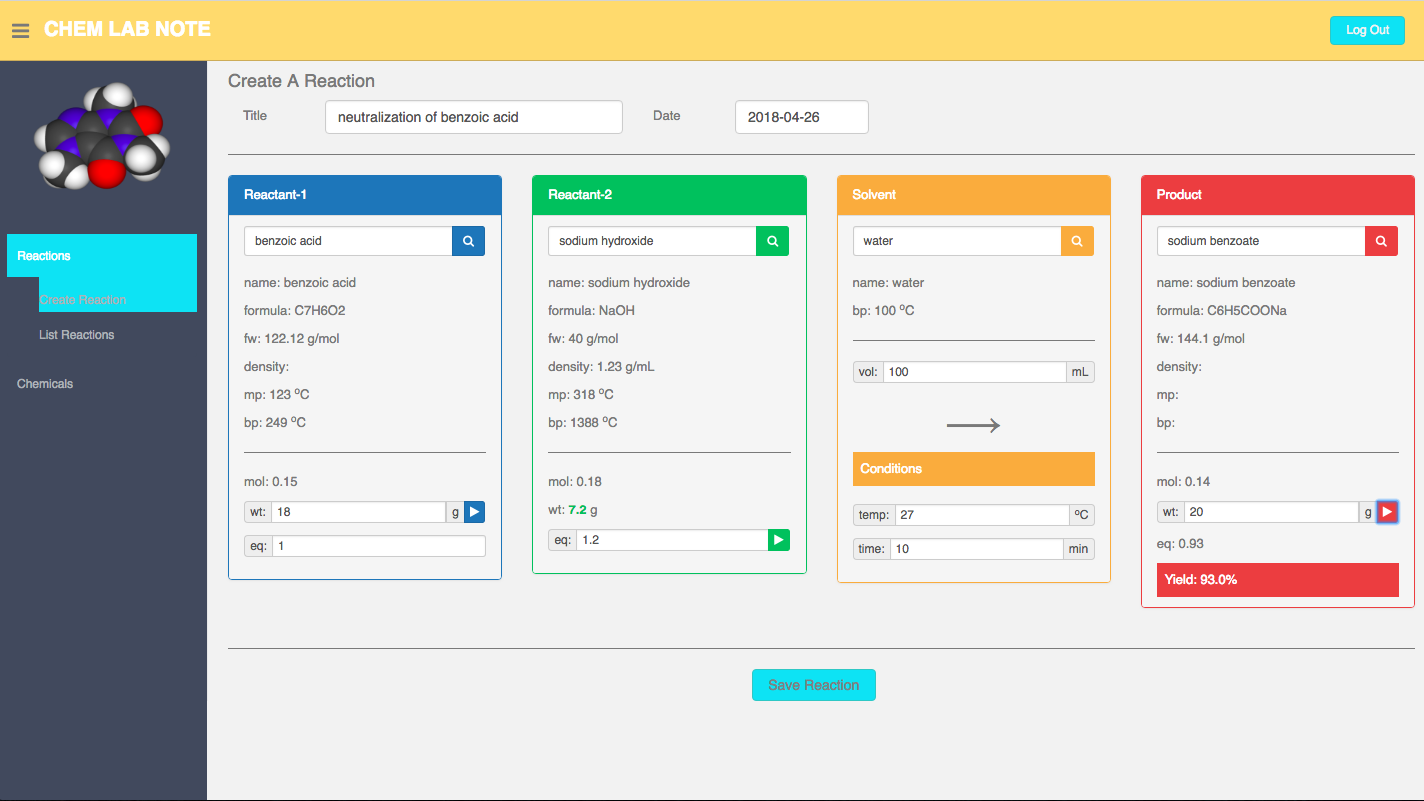 CHEM LAB NOTE
Log Out
Reactions
Create Reaction
List Reactions
Chemicals
Create A Reaction
Title
neutralization of benzoic acid
Date
2018-04-26
Reactant-1
benzoic acid
name: benzoic acid
formula: C7H6O2
fw: 122.12 g/mol
density:
mp: 123 ⁰C
bp: 249 ⁰C
mol: 0.15
wt: 18 g
eq: 1
Reactant-2
sodium hydroxide
name: sodium hydroxide
formula: NaOH
fw: 40 g/mol
density: 1.23 g/mL
mp: 318 ⁰C
bp: 1388 ⁰C
mol: 0.18
wt: 7.2 g
eq: 1.2
Solvent
water
name: water
bp: 100 ⁰C
vol: 100 mL
Conditions
temp: 27 ⁰C
time: 10 min
Product
sodium benzoate
name: sodium benzoate
formula: C6H5COONa
fw: 144.1 g/mol
density:
mp:
bp:
mol: 0.14
wt: 20 g
eq: 0.93
Yield: 93.0%
Save Reaction